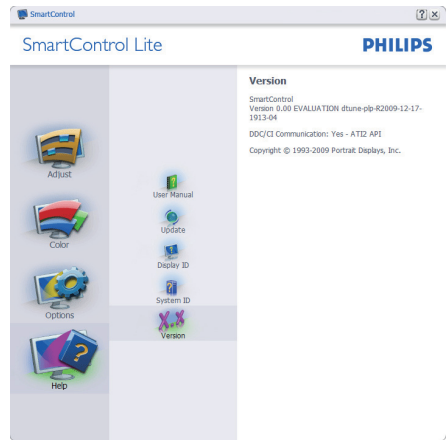 SmartControl
SmartControl Lite
PHILIPS
Adjust
Color
Options
Help
User Manual
Update
Display ID
System ID
Version
Version
SmartControl
Version 0.00 EVALUATION dtune-plp-R2009-12-17-
1913-04
DDC/CI Communication: Yes - ATI2 API
Copyright © 1993-2009 Portrait Displays, Inc.